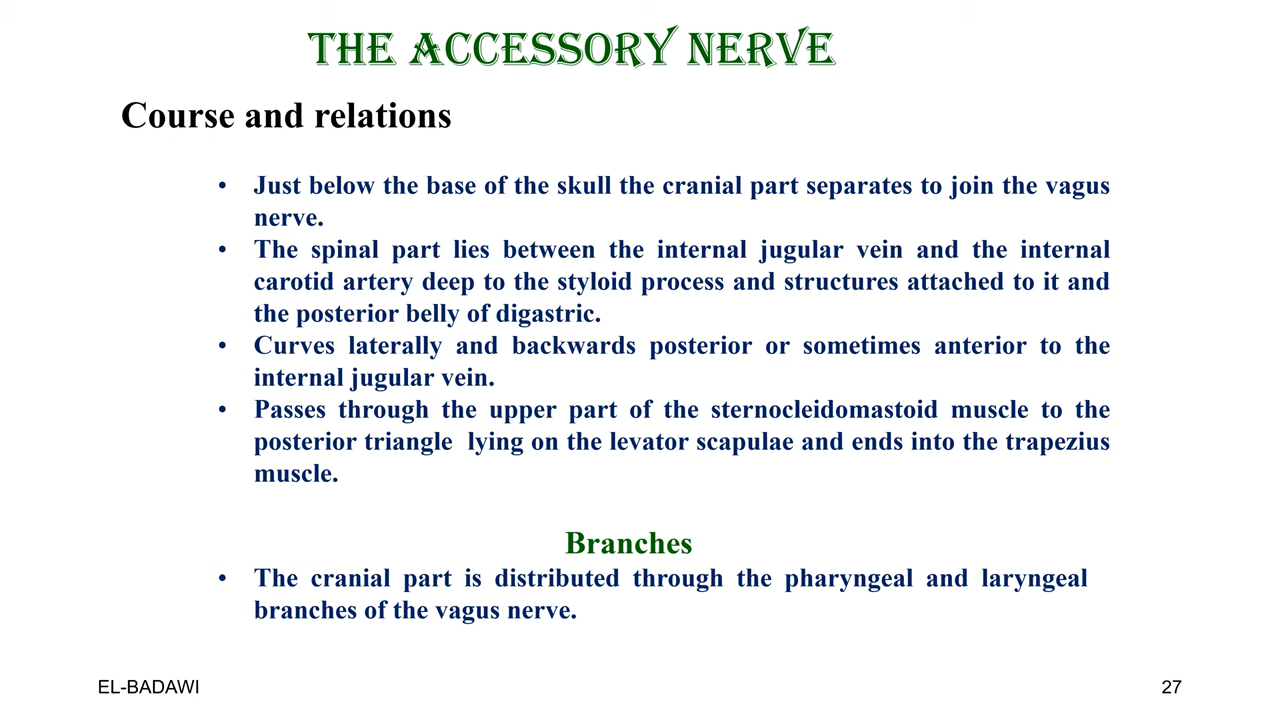 THE ACCESSORY NERVE
Course and relations
• Just below the base of the skull the cranial part separates to join the vagus
nerve.
• The spinal part lies between the internal jugular vein and the internal
carotid artery deep to the styloid process and structures attached to it and
the posterior belly of digastric.
• Curves laterally and backwards posterior or sometimes anterior to the
internal jugular vein.
• Passes through the upper part of the sternocleidomastoid muscle to the
posterior triangle lying on the levator scapulae and ends into the trapezius
muscle.
Branches
• The cranial part is distributed through the pharyngeal and laryngeal
branches of the vagus nerve.
EL-BADAWI
27